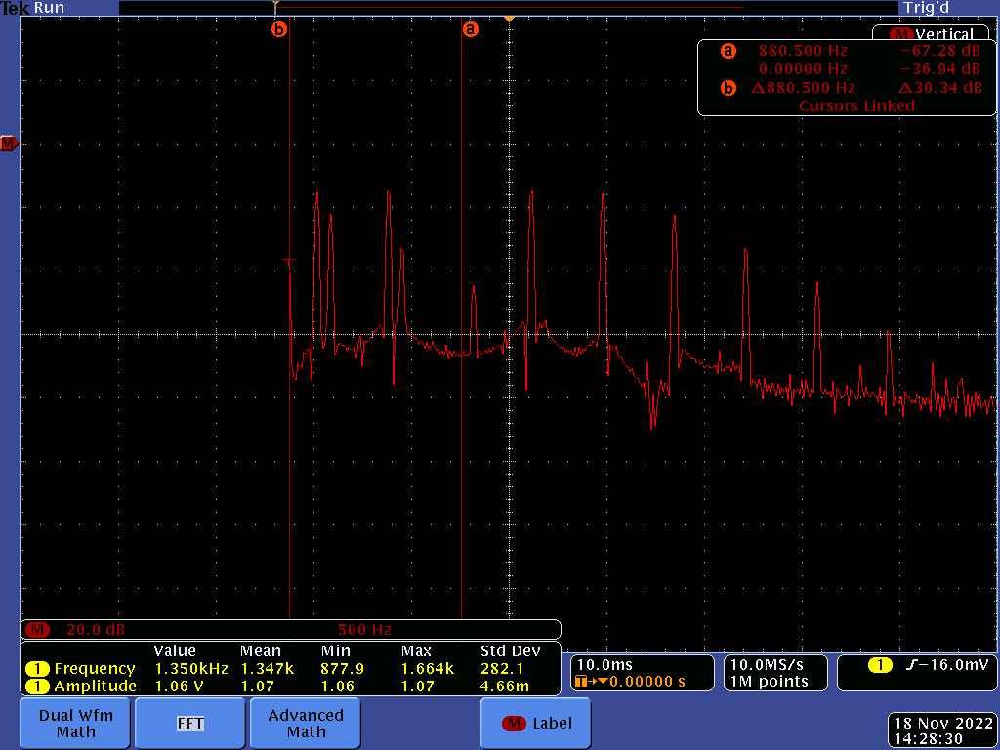 Tek Run Trig'd
b a
M Vertical
a 880.500 Hz −67.28 dB
0.00000 Hz −36.94 dB
b Δ880.500 Hz Δ30.34 dB
Cursors Linked
M
M 20.0 dB 500 Hz
Value Mean Min Max Std Dev
1 Frequency 1.350kHz 1.347k 877.9 1.664k 282.1
1 Amplitude 1.06 V 1.07 1.06 1.07 4.66m
10.0ms
T→▼0.00000 s
10.0MS/s
1M points
1 −16.0mV
Dual Wfm
Math
FFT
Advanced
Math
M Label
18 Nov 2022
14:28:30